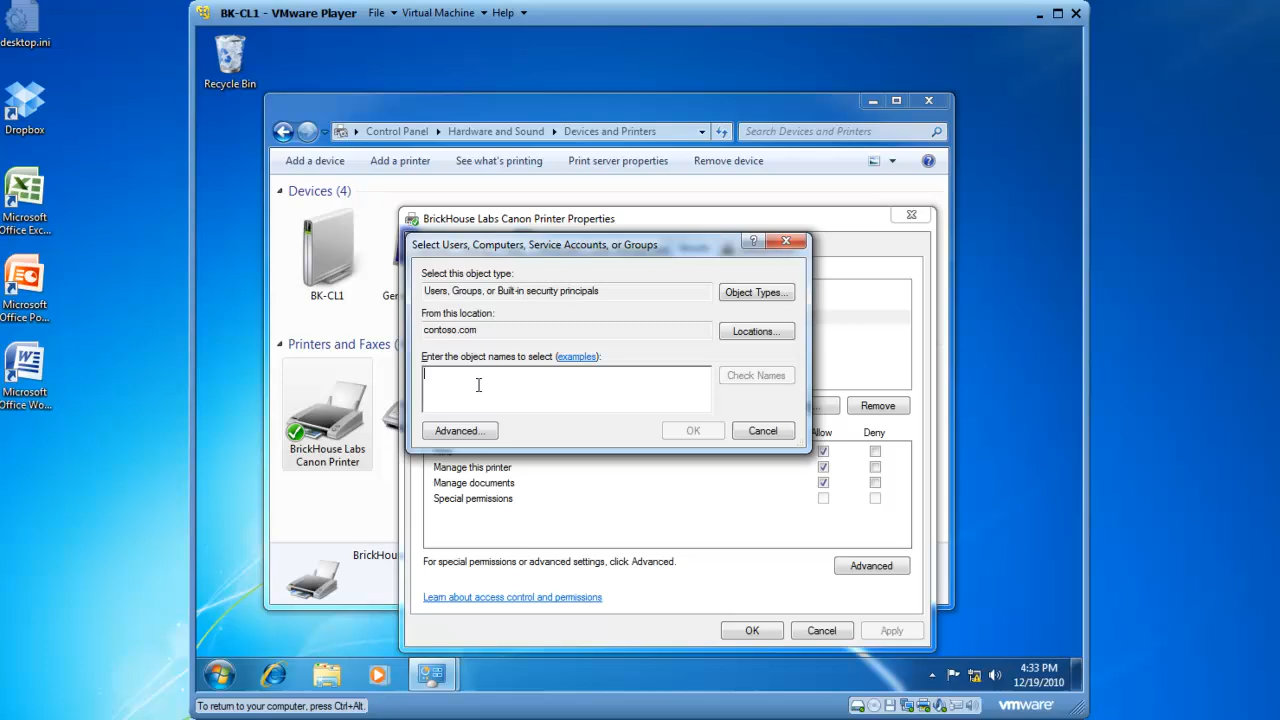 desktop.ini
Dropbox
Microsoft
Office Exc...
Microsoft
Office Po...
Microsoft
Office Wo...
BK-CL1 - VMware Player File Virtual Machine Help
Recycle Bin
Control Panel Hardware and Sound Devices and Printers Search Devices and Printers
Add a device Add a printer See what's printing Print server properties Remove device
Devices (4)
BK-CL1
Printers and Faxes (
BrickHouse Labs
Canon Printer
BrickHouse Labs Canon Printer Properties
Select Users, Computers, Service Accounts, or Groups
Select this object type:
Users, Groups, or Built-in security principals Object Types...
From this location:
contoso.com Locations...
Enter the object names to select (examples):
Check Names
Advanced... OK Cancel
Remove
Allow Deny
Manage this printer
Manage documents
Special permissions
For special permissions or advanced settings, click Advanced. Advanced
Learn about access control and permissions
OK Cancel Apply
4:33 PM
12/19/2010
To return to your computer, press Ctrl+Alt.
vmware